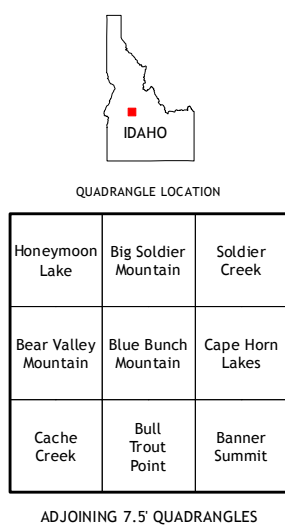 IDAHO
QUADRANGLE LOCATION
Honeymoon
Lake
Big Soldier
Mountain
Soldier
Creek
Bear Valley
Mountain
Blue Bunch
Mountain
Cape Horn
Lakes
Cache
Creek
Bull
Trout
Point
Banner
Summit
ADJOINING 7.5' QUADRANGLES